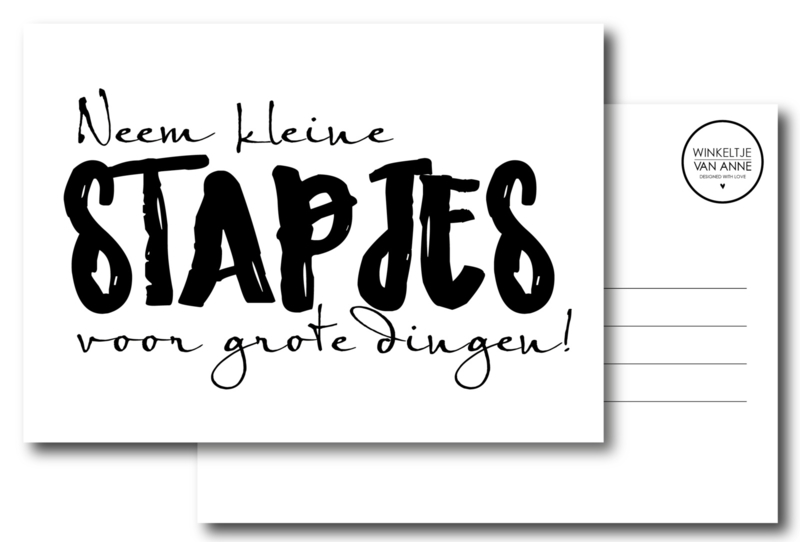 Neem kleine
STAPJES
voor grote dingen!
WINKELTJE
VAN ANNE
DESIGNED WITH LOVE